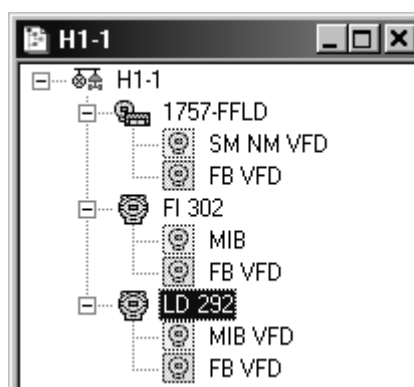 H1-1
H1-1
1757-FFLD
SM NM VFD
FB VFD
FI 302
MIB
FB VFD
LD 292
MIB VFD
FB VFD